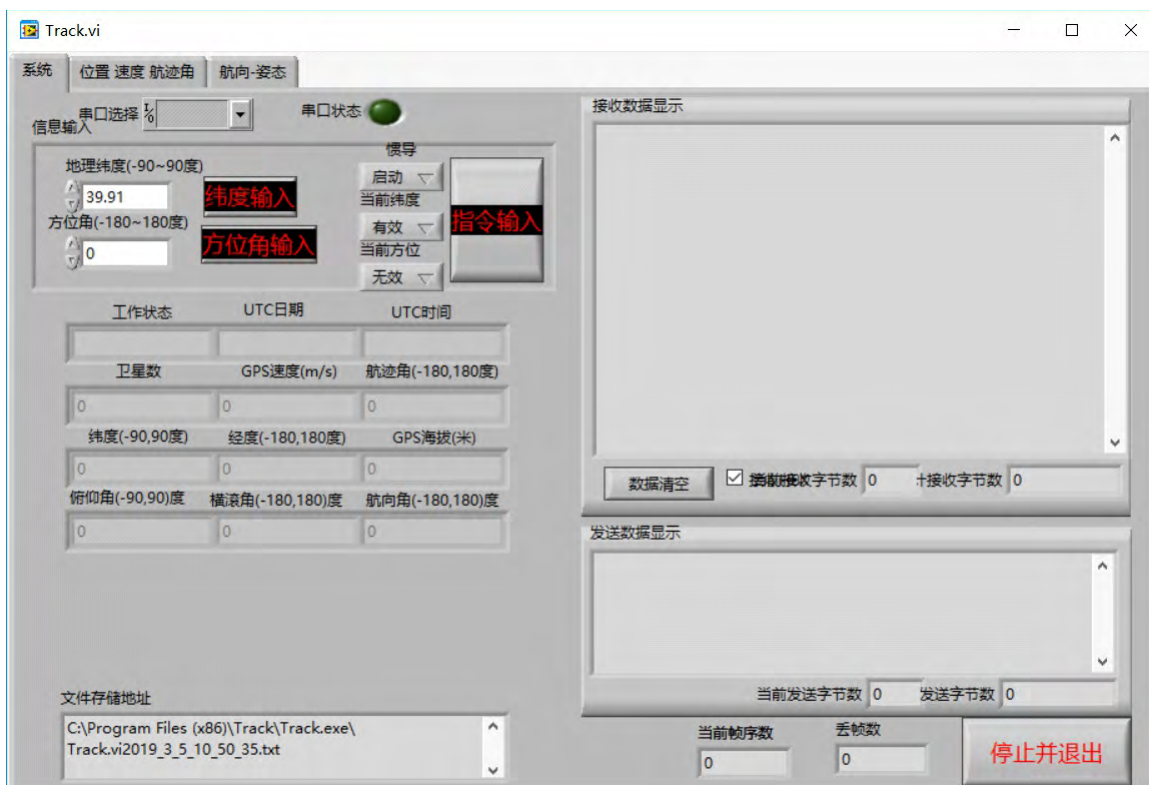 Track.vi
系统
位置 速度 航迹角
航向-姿态
串口选择
串口状态
信息输入
地理纬度(-90~90度)
39.91
纬度输入
方位角(-180~180度)
0
方位角输入
惯导
启动
当前纬度
有效
当前方位
无效
指令输入
工作状态 UTC日期 UTC时间
卫星数 GPS速度(m/s) 航迹角(-180,180度)
0 0 0
纬度(-90,90度) 经度(-180,180度) GPS海拔(米)
0 0 0
俯仰角(-90,90)度 横滚角(-180,180)度 航向角(-180,180)度
0 0 0
文件存储地址
C:\Program Files (x86)\Track\Track.exe\
Track.vi2019_3_5_10_50_35.txt
接收数据显示
数据清空
字节数 0
接收字节数 0
发送数据显示
当前发送字节数 0 发送字节数 0
当前帧序数 丢帧数
0 0
停止并退出